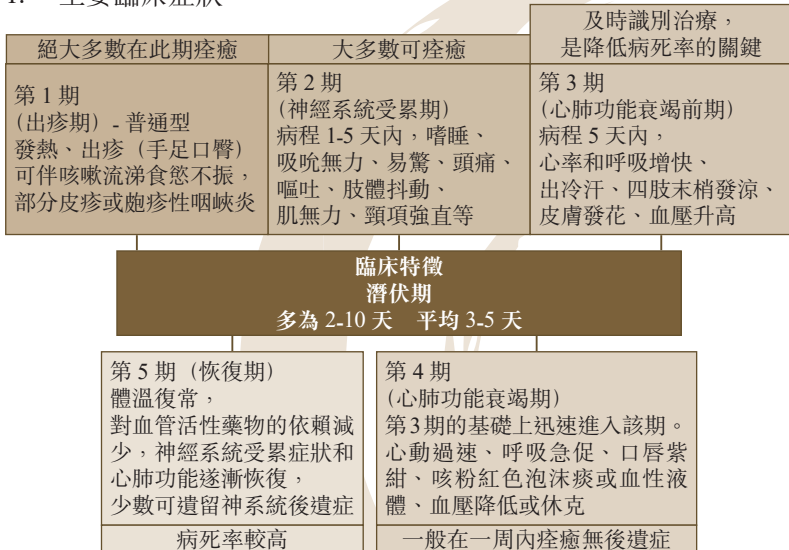 1. 主要臨床症狀
絕大多數在此期痊癒
第 1 期
(出疹期) - 普通型
發熱、出疹（手足口臀）
可伴咳嗽流涕食慾不振，
部分皮疹或皰疹性咽峽炎
大多數可痊癒
第 2 期
(神經系統受累期)
病程 1-5 天內，嗜睡、
吸吮無力、易驚、頭痛、
嘔吐、肢體抖動、
肌無力、頸項強直等
及時識別治療，
是降低病死率的關鍵
第 3 期
(心肺功能衰竭前期)
病程 5 天內，
心率和呼吸增快、
出冷汗、四肢末梢發涼、
皮膚發花、血壓升高
臨床特徵
潛伏期
多為 2-10 天 平均 3-5 天
第 5 期（恢復期）
體溫復常，
對血管活性藥物的依賴減
少，神經系統受累症狀和
心肺功能逐漸恢復，
少數可遺留神系統後遺症
病死率較高
第 4 期
(心肺功能衰竭期)
第3期的基礎上迅速進入該期。
心動過速、呼吸急促、口唇紫
紺、咳粉紅色泡沫痰或血性液
體、血壓降低或休克
一般在一周內痊癒無後遺症